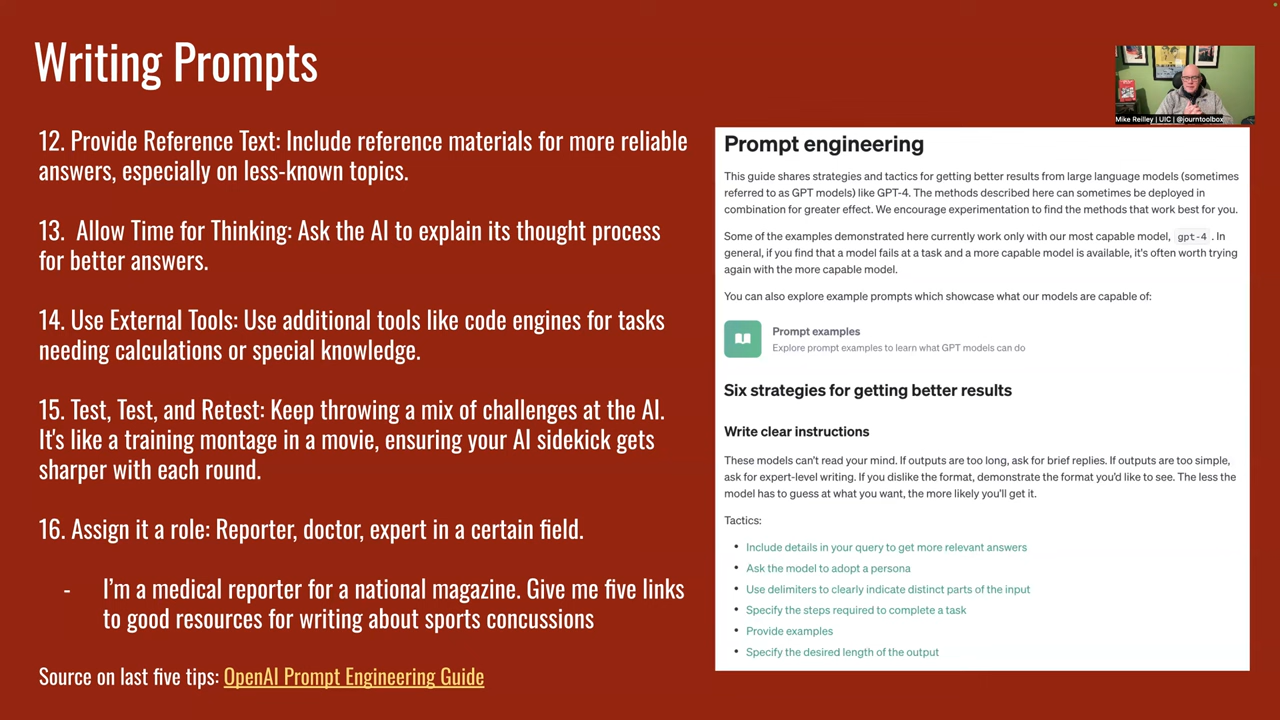 Writing Prompts
12. Provide Reference Text: Include reference materials for more reliable
answers, especially on less-known topics.
13.  Allow Time for Thinking: Ask the AI to explain its thought process
for better answers.
14. Use External Tools: Use additional tools like code engines for tasks
needing calculations or special knowledge.
15. Test, Test, and Retest: Keep throwing a mix of challenges at the AI.
It's like a training montage in a movie, ensuring your AI sidekick gets
sharper with each round.
16. Assign it a role: Reporter, doctor, expert in a certain field.
- I'm a medical reporter for a national magazine. Give me five links
to good resources for writing about sports concussions
Source on last five tips: OpenAI Prompt Engineering Guide
Mike Reilley | UIC | @journtoolbox
Prompt engineering
This guide shares strategies and tactics for getting better results from large language models (sometimes
referred to as GPT models) like GPT-4. The methods described here can sometimes be deployed in
combination for greater effect. We encourage experimentation to find the methods that work best for you.
Some of the examples demonstrated here currently work only with our most capable model, gpt-4 . In
general, if you find that a model fails at a task and a more capable model is available, it's often worth trying
again with the more capable model.
You can also explore example prompts which showcase what our models are capable of:
Prompt examples
Explore prompt examples to learn what GPT models can do
Six strategies for getting better results
Write clear instructions
These models can't read your mind. If outputs are too long, ask for brief replies. If outputs are too simple,
ask for expert-level writing. If you dislike the format, demonstrate the format you'd like to see. The less the
model has to guess at what you want, the more likely you'll get it.
Tactics:
• Include details in your query to get more relevant answers
• Ask the model to adopt a persona
• Use delimiters to clearly indicate distinct parts of the input
• Specify the steps required to complete a task
• Provide examples
• Specify the desired length of the output